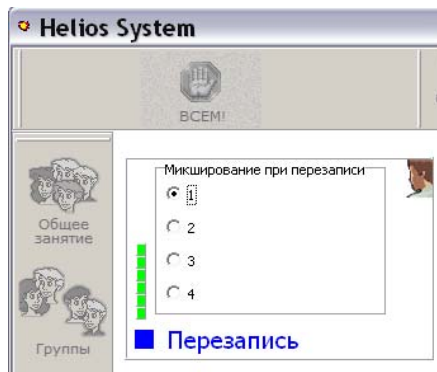 Helios System
ВСЕМ!
Общее
занятие
Группы
Микширование при перезаписи
1
2
3
4
Перезапись